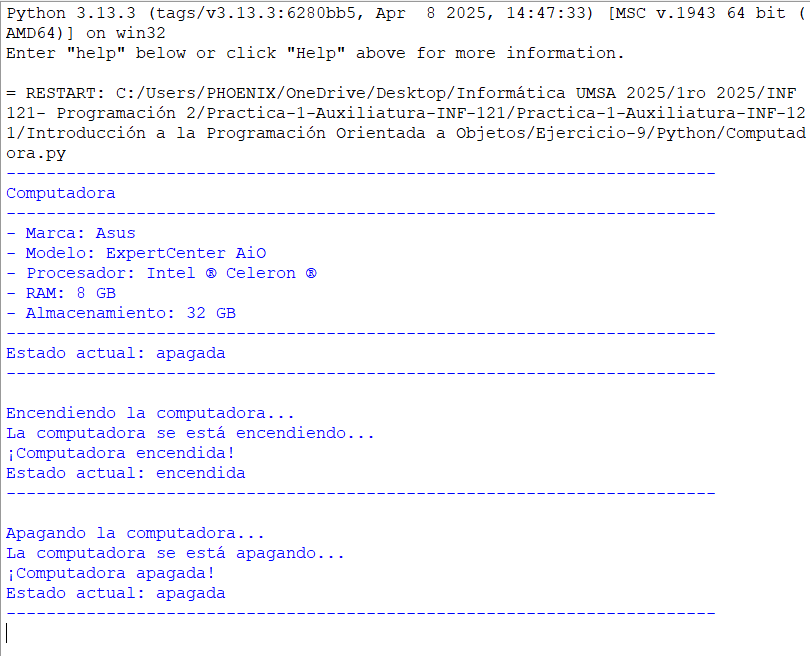 Python 3.13.3 (tags/v3.13.3:6280bb5, Apr  8 2025, 14:47:33) [MSC v.1943 64 bit (
AMD64)] on win32
Enter "help" below or click "Help" above for more information.
= RESTART: C:/Users/PHOENIX/OneDrive/Desktop/Informática UMSA 2025/1ro 2025/INF
121- Programación 2/Practica-1-Auxiliatura-INF-121/Practica-1-Auxiliatura-INF-12
1/Introducción a la Programación Orientada a Objetos/Ejercicio-9/Python/Computad
ora.py
-----------------------------------------------------------------------
Computadora
-----------------------------------------------------------------------
- Marca: Asus
- Modelo: ExpertCenter AiO
- Procesador: Intel ® Celeron ®
- RAM: 8 GB
- Almacenamiento: 32 GB
-----------------------------------------------------------------------
Estado actual: apagada
-----------------------------------------------------------------------
Encendiendo la computadora...
La computadora se está encendiendo...
¡Computadora encendida!
Estado actual: encendida
-----------------------------------------------------------------------
Apagando la computadora...
La computadora se está apagando...
¡Computadora apagada!
Estado actual: apagada
-----------------------------------------------------------------------